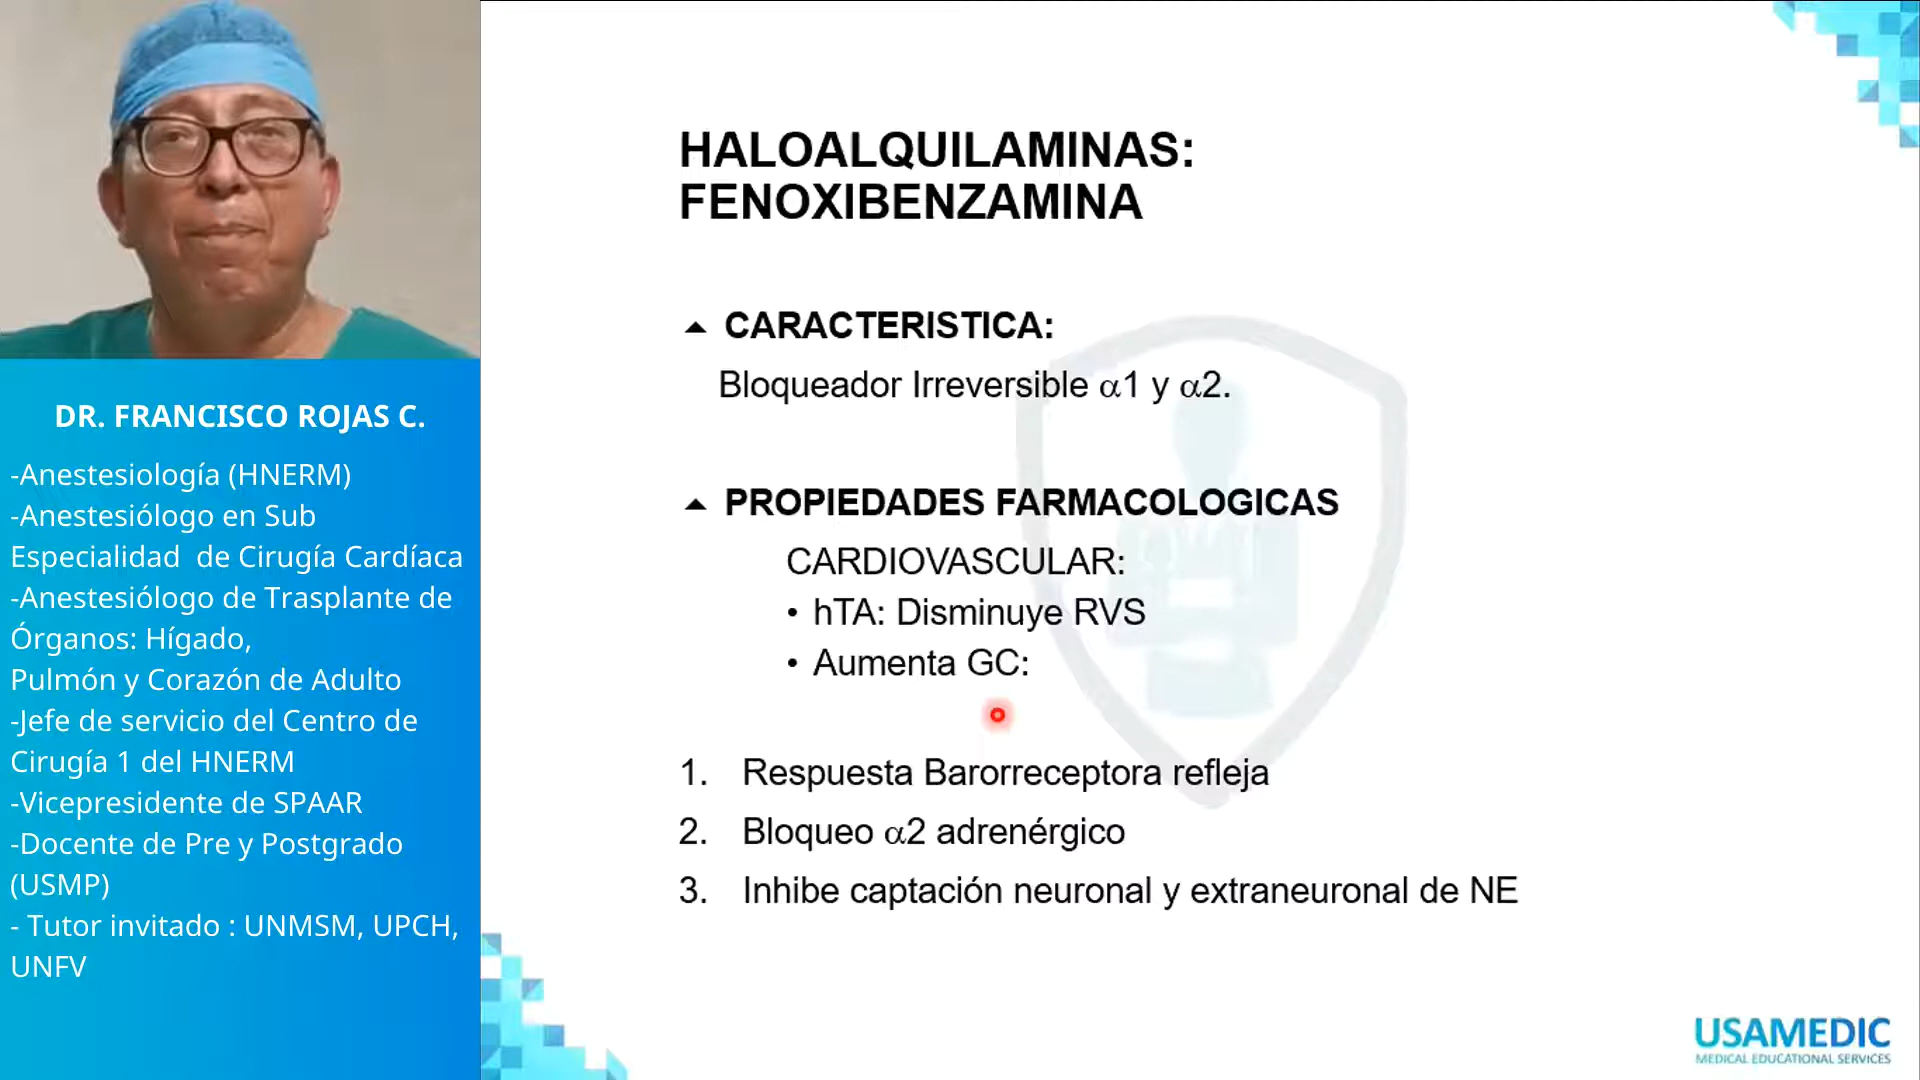 DR. FRANCISCO ROJAS C.
-Anestesiología (HNERM)
-Anestesiólogo en Sub
Especialidad  de Cirugía Cardíaca
-Anestesiólogo de Trasplante de
Órganos: Hígado,
Pulmón y Corazón de Adulto
-Jefe de servicio del Centro de
Cirugía 1 del HNERM
-Vicepresidente de SPAAR
-Docente de Pre y Postgrado
(USMP)
- Tutor invitado : UNMSM, UPCH,
UNFV
HALOALQUILAMINAS:
FENOXIBENZAMINA
CARACTERISTICA:
Bloqueador Irreversible α1 y α2.
PROPIEDADES FARMACOLOGICAS
CARDIOVASCULAR:
• hTA: Disminuye RVS
• Aumenta GC:
1. Respuesta Barorreceptora refleja
2. Bloqueo α2 adrenérgico
3. Inhibe captación neuronal y extraneuronal de NE
USAMEDIC
MEDICAL EDUCATIONAL SERVICES